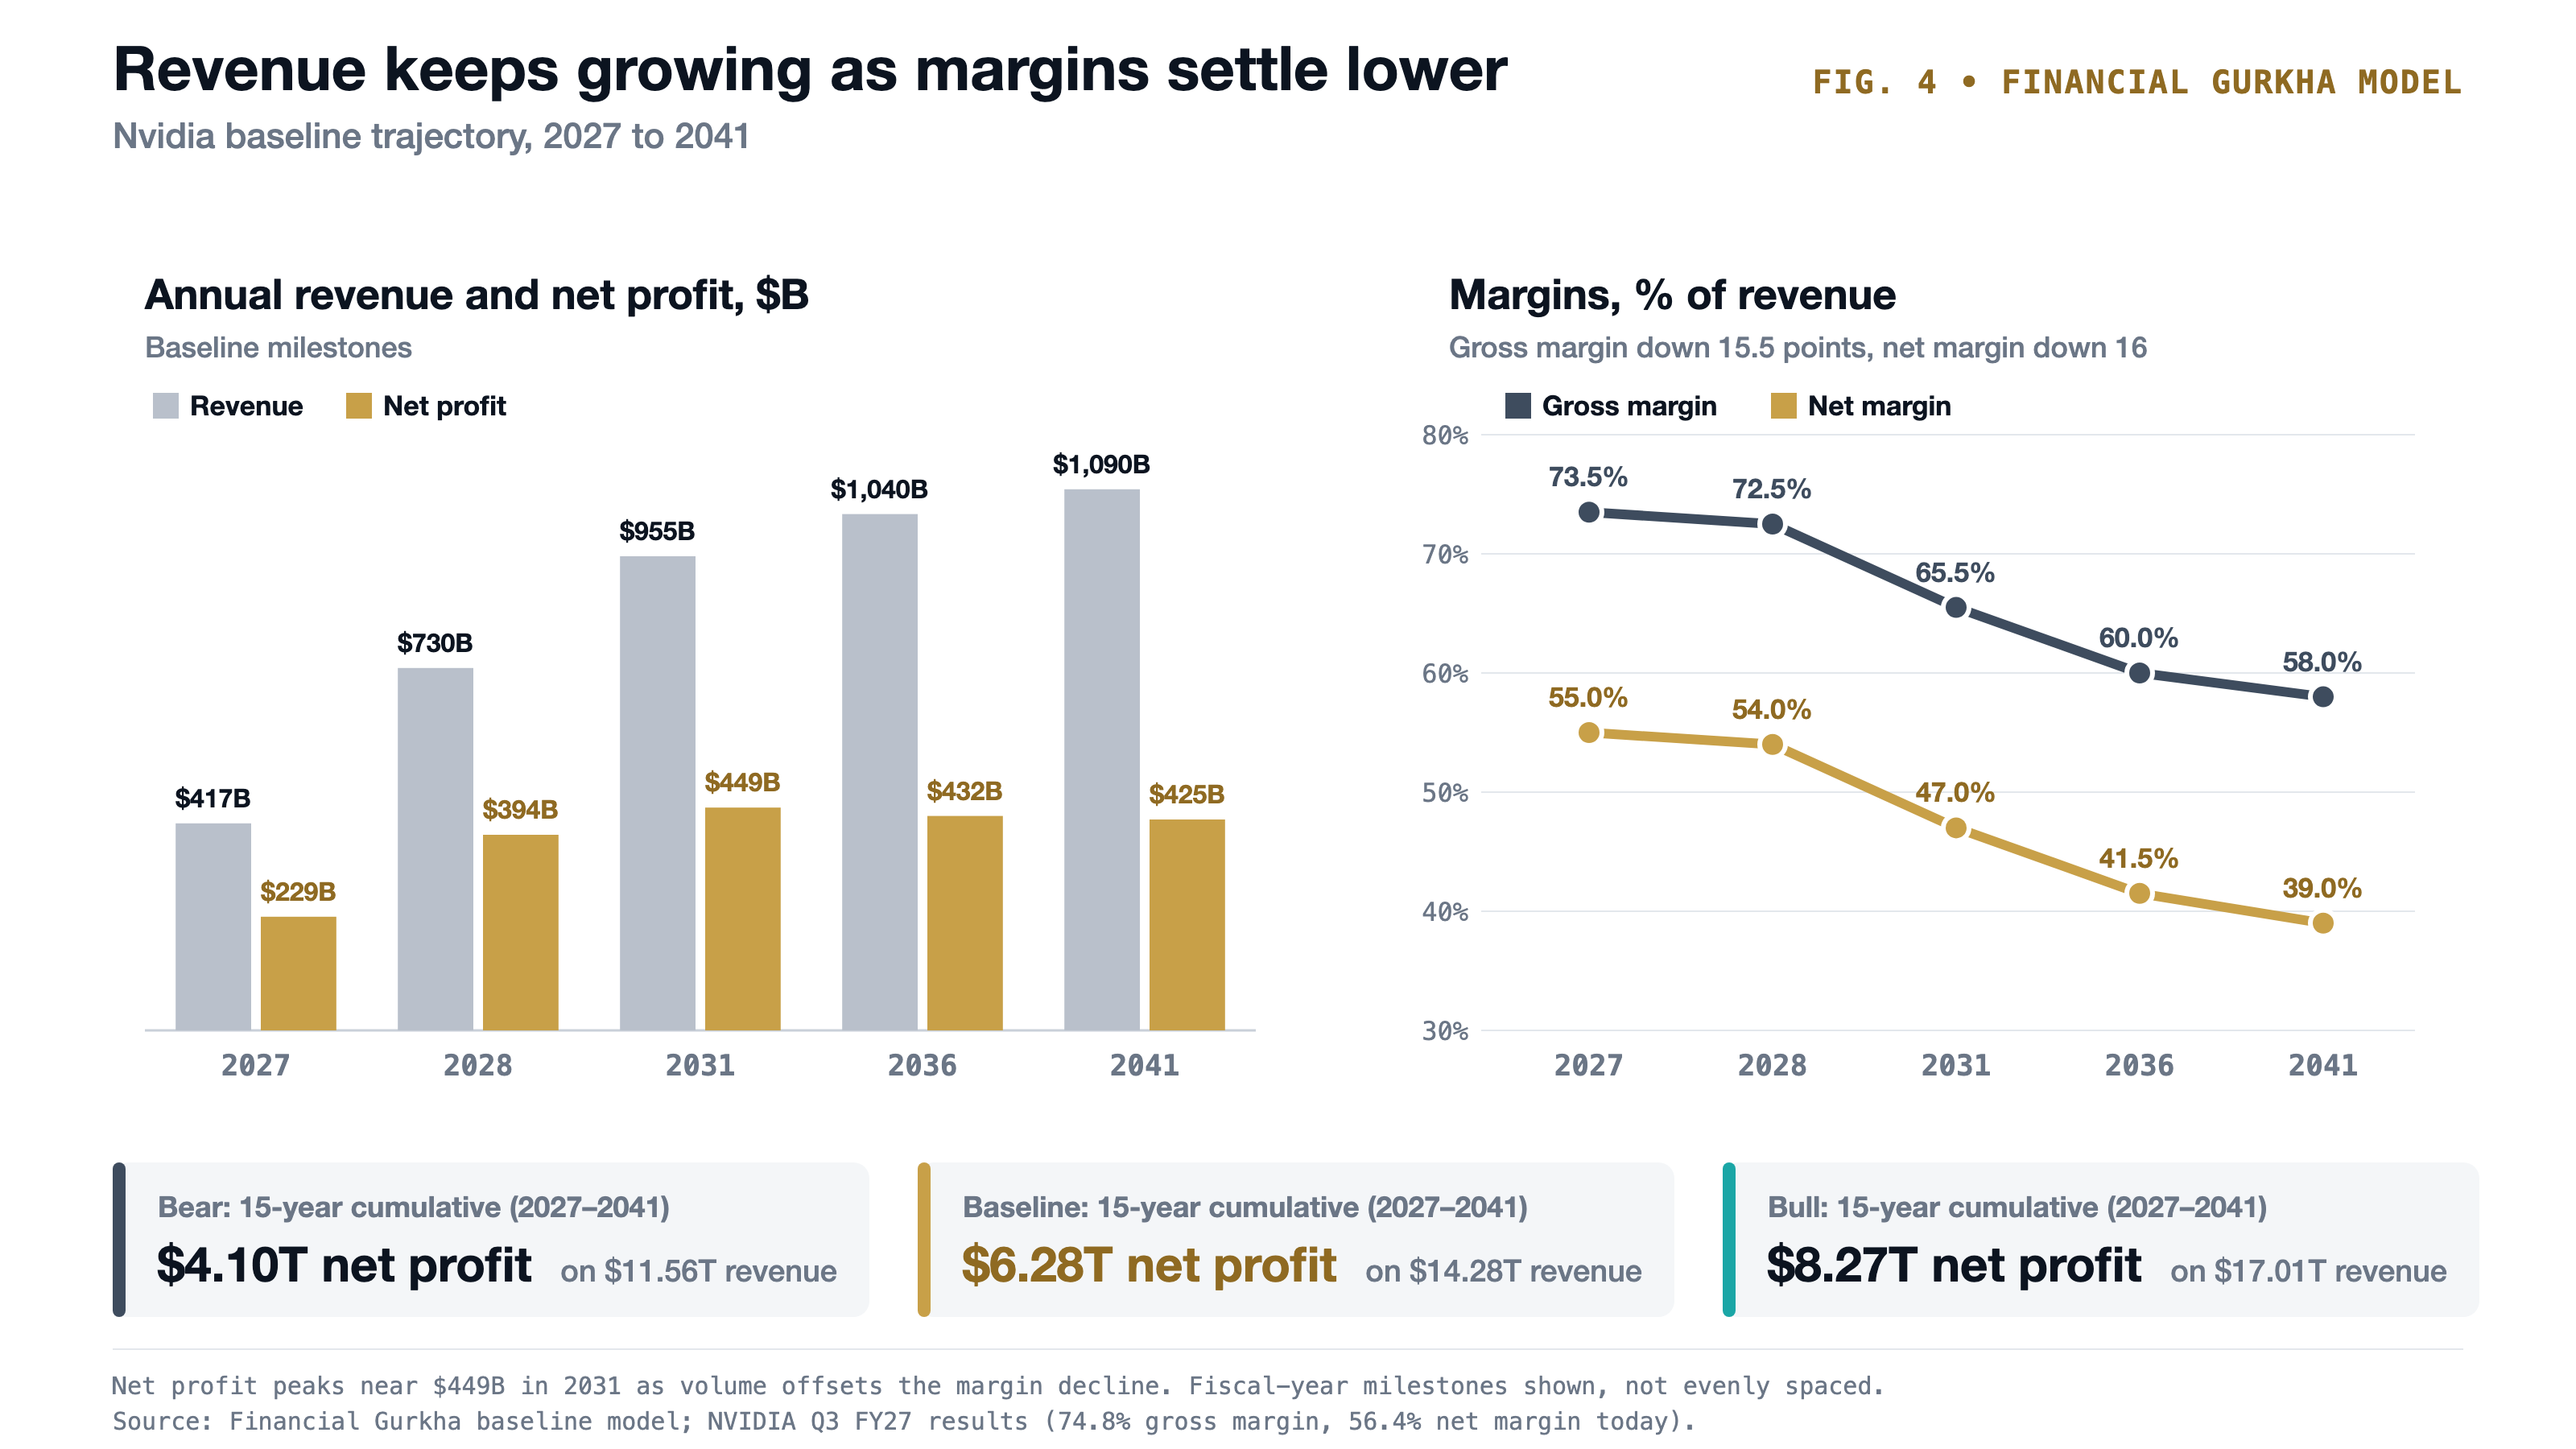 Revenue keeps growing as margins settle lower
FIG. 4 • FINANCIAL GURKHA MODEL
Nvidia baseline trajectory, 2027 to 2041
Annual revenue and net profit, $B
Baseline milestones
Revenue
Net profit
$417B
$229B
$730B
$394B
$955B
$449B
$1,040B
$432B
$1,090B
$425B
2027
2028
2031
2036
2041
Margins, % of revenue
Gross margin down 15.5 points, net margin down 16
Gross margin
Net margin
80%
70%
60%
50%
40%
30%
73.5%
72.5%
65.5%
60.0%
58.0%
55.0%
54.0%
47.0%
41.5%
39.0%
2027
2028
2031
2036
2041
Bear: 15-year cumulative (2027–2041)
$4.10T net profit on $11.56T revenue
Baseline: 15-year cumulative (2027–2041)
$6.28T net profit on $14.28T revenue
Bull: 15-year cumulative (2027–2041)
$8.27T net profit on $17.01T revenue
Net profit peaks near $449B in 2031 as volume offsets the margin decline. Fiscal-year milestones shown, not evenly spaced.
Source: Financial Gurkha baseline model; NVIDIA Q3 FY27 results (74.8% gross margin, 56.4% net margin today).